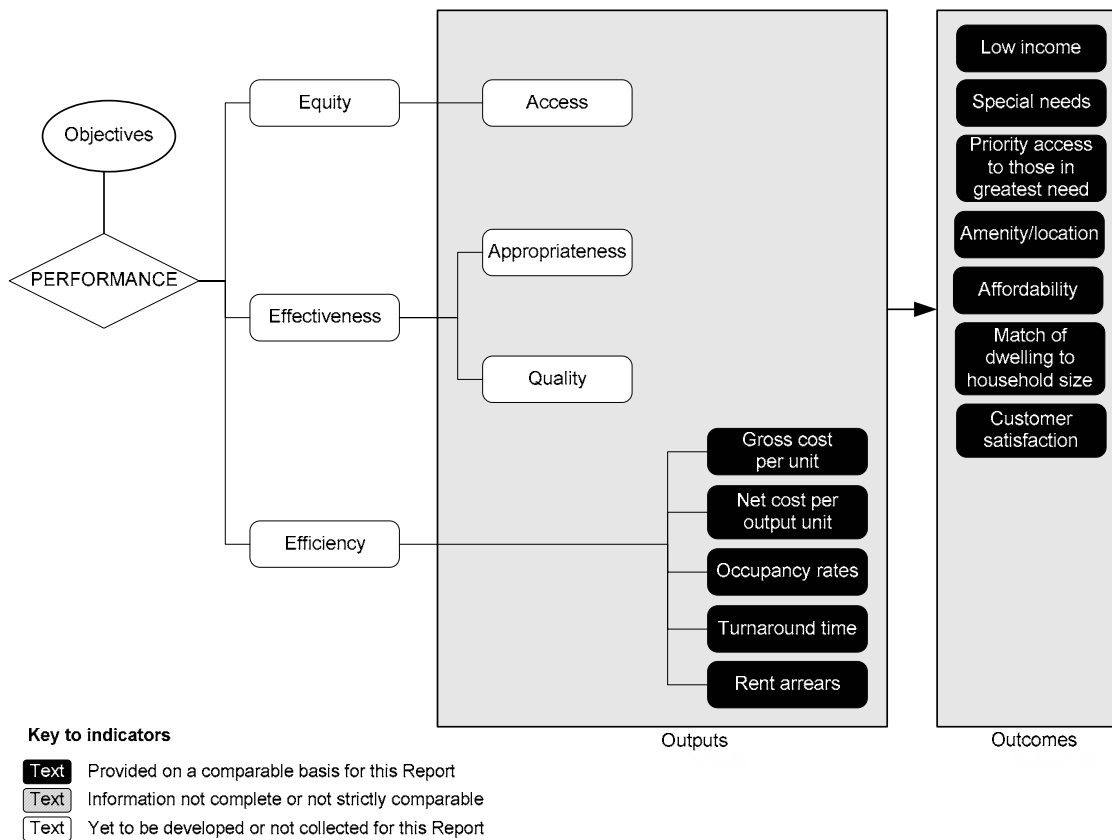 Objectives
PERFORMANCE
Equity
Access
Effectiveness
Appropriateness
Quality
Efficiency
Gross cost
per unit
Net cost per
output unit
Occupancy rates
Turnaround time
Rent arrears
Outputs
Low income
Special needs
Priority access
to those in
greatest need
Amenity/location
Affordability
Match of
dwelling to
household size
Customer
satisfaction
Outcomes
Key to indicators
Text Provided on a comparable basis for this Report
Text Information not complete or not strictly comparable
Text Yet to be developed or not collected for this Report